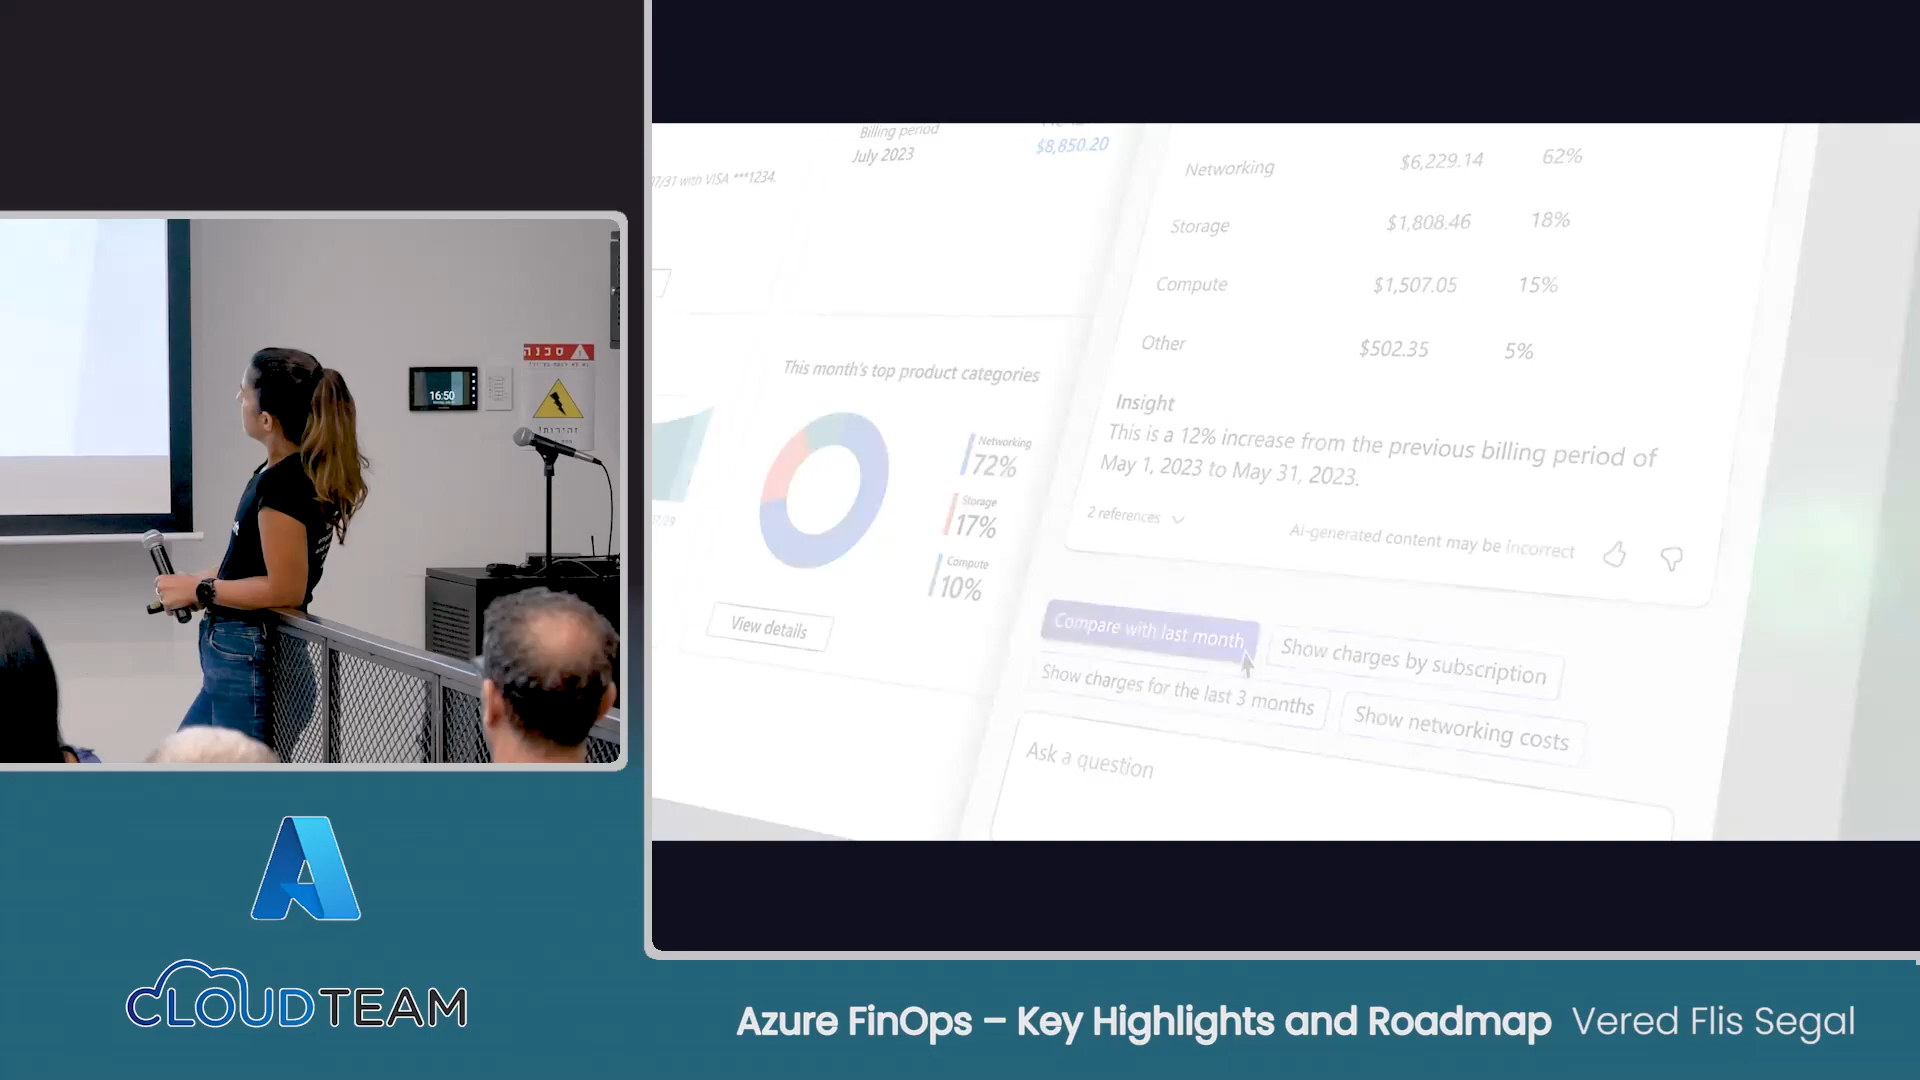 Billing period
July 2023
$8,850.20
07/31 with VISA ***1234.
This month's top product categories
Networking
72%
Storage
17%
Compute
10%
View details
7/29
Networking $6,229.14 62%
Storage $1,808.46 18%
Compute $1,507.05 15%
Other $502.35 5%
Insight
This is a 12% increase from the previous billing period of
May 1, 2023 to May 31, 2023.
2 references
AI-generated content may be incorrect
Compare with last month
Show charges by subscription
Show charges for the last 3 months
Show networking costs
Ask a question
16:50
סכנה
זהירות!
CLOUDTEAM
Azure FinOps – Key Highlights and Roadmap Vered Flis Segal